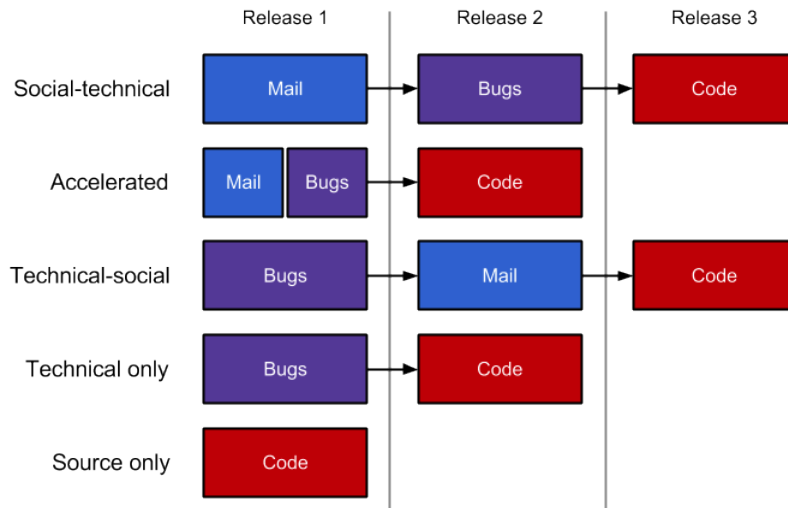 Release 1
Release 2
Release 3
Social-technical
Mail
Bugs
Code
Accelerated
Mail
Bugs
Code
Technical-social
Bugs
Mail
Code
Technical only
Bugs
Code
Source only
Code